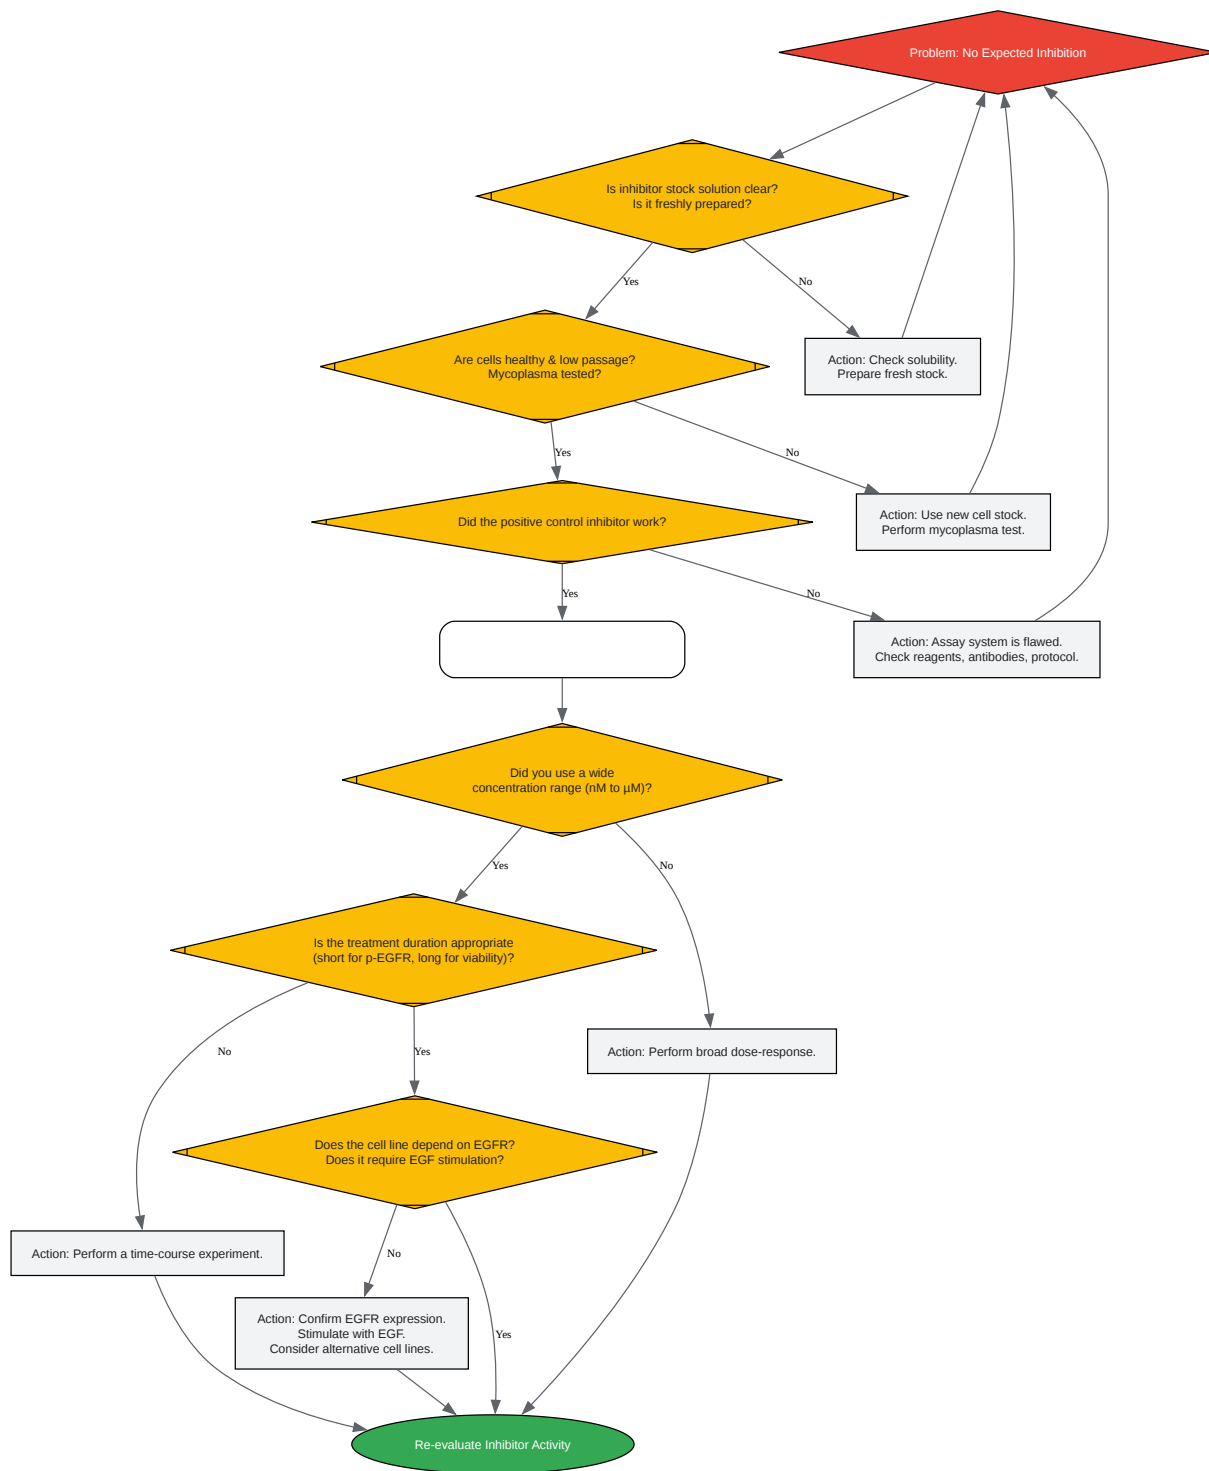 Problem: No Expected Inhibition
Is inhibitor stock solution clear?
Is it freshly prepared?
Yes
No
Are cells healthy & low passage?
Mycoplasma tested?
Action: Check solubility.
Prepare fresh stock.
Yes
No
Did the positive control inhibitor work?
Action: Use new cell stock.
Perform mycoplasma test.
Yes
No
Action: Assay system is flawed.
Check reagents, antibodies, protocol.
Did you use a wide
concentration range (nM to µM)?
Yes
No
Is the treatment duration appropriate
(short for p-EGFR, long for viability)?
No
Yes
Action: Perform broad dose-response.
Does the cell line depend on EGFR?
Does it require EGF stimulation?
Action: Perform a time-course experiment.
No
Yes
Action: Confirm EGFR expression.
Stimulate with EGF.
Consider alternative cell lines.
Re-evaluate Inhibitor Activity